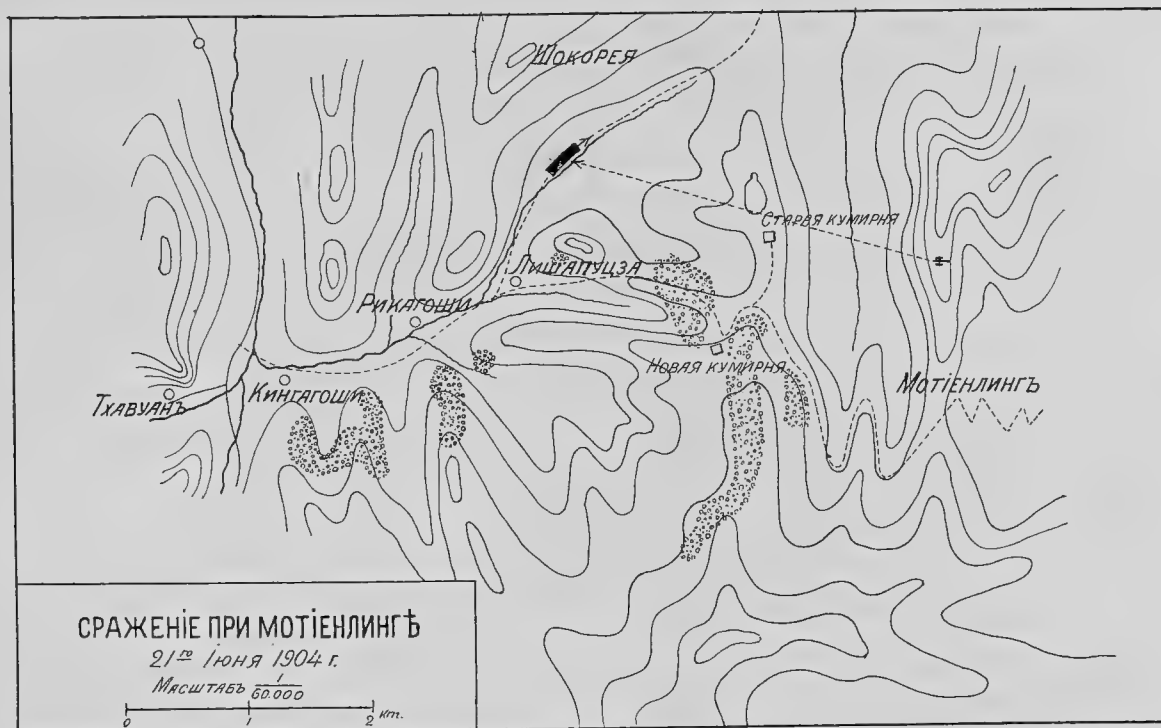 Шокорея
Старая кумирня
Лишапуцза
Рикагоши
Новая кумирня
Мотіенлингъ
Кингагоши
Тхавуанъ
СРАЖЕНІЕ ПРИ МОТІЕНЛИНГѢ
21го Іюня 1904 г.
Масштабъ 1/60.000
0 1 2 km.